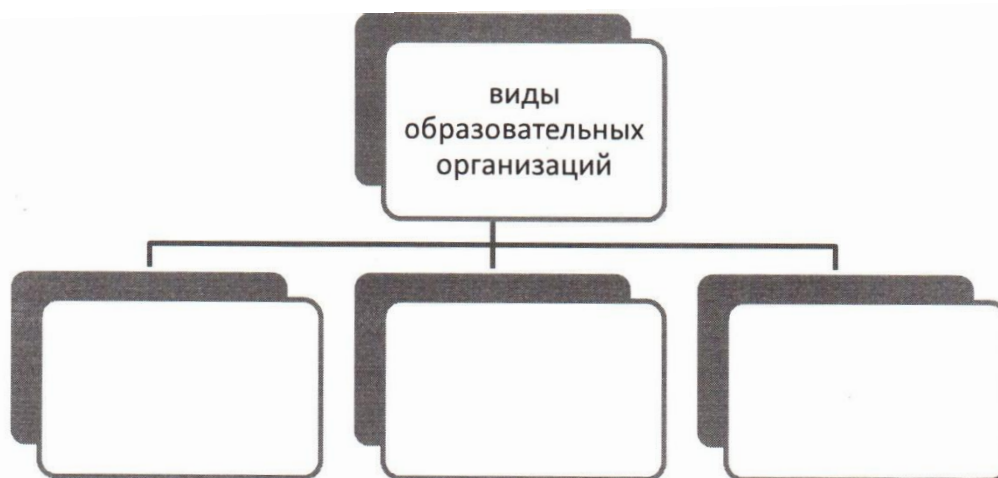 виды
образовательных
организаций